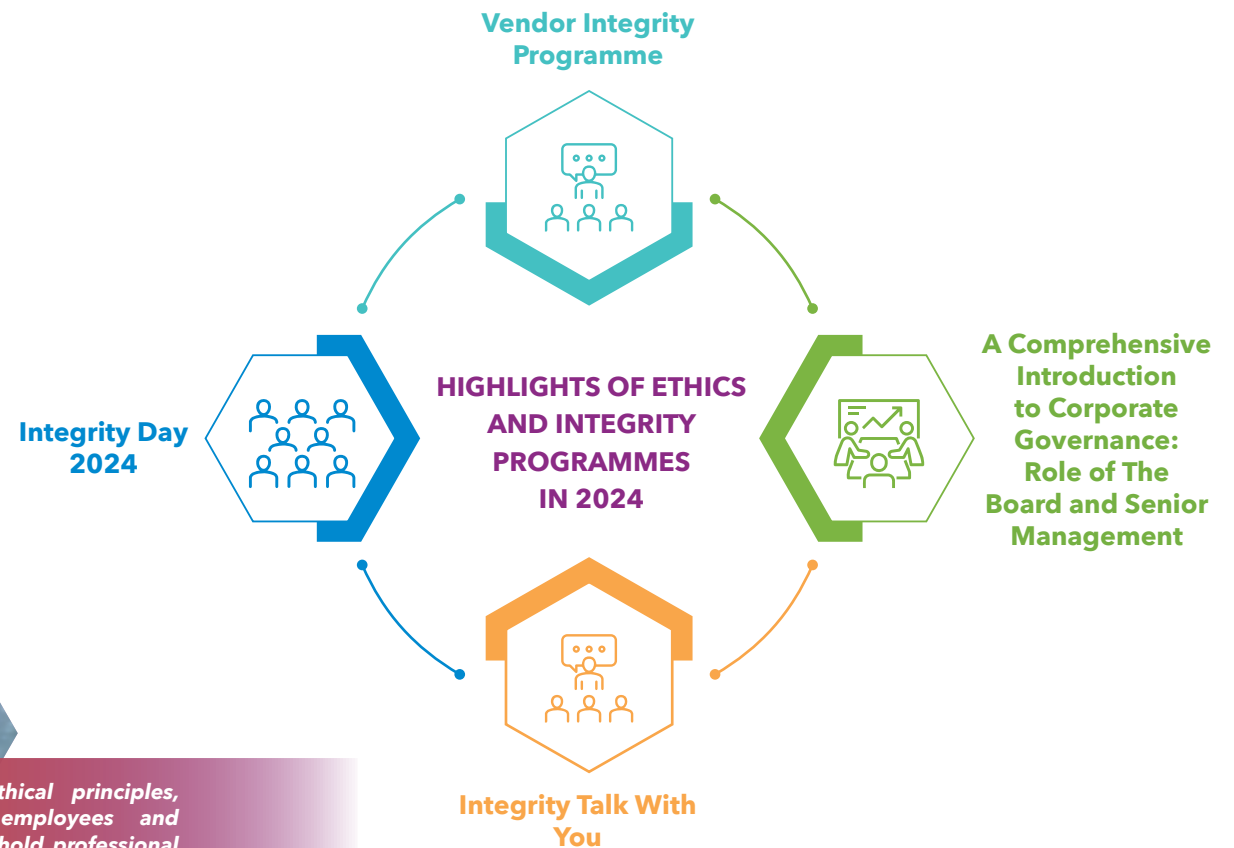 Vendor Integrity
Programme
HIGHLIGHTS OF ETHICS
AND INTEGRITY
PROGRAMMES
IN 2024
Integrity Day
2024
A Comprehensive
Introduction
to Corporate
Governance:
Role of The
Board and Senior
Management
Integrity Talk With
You
principles,
employees and
professional